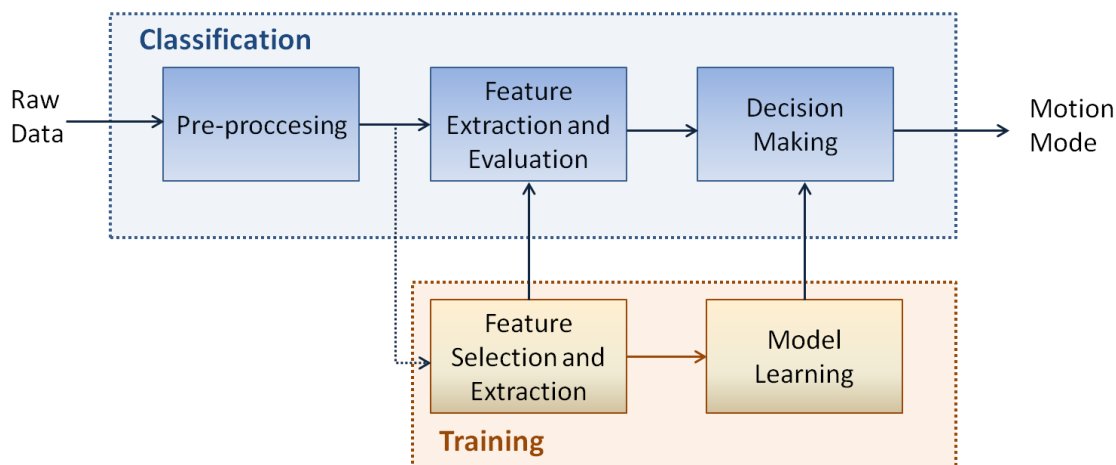 Classification
Raw
Data
Pre-proccesing
Feature
Extraction and
Evaluation
Decision
Making
Motion
Mode
Feature
Selection and
Extraction
Model
Learning
Training